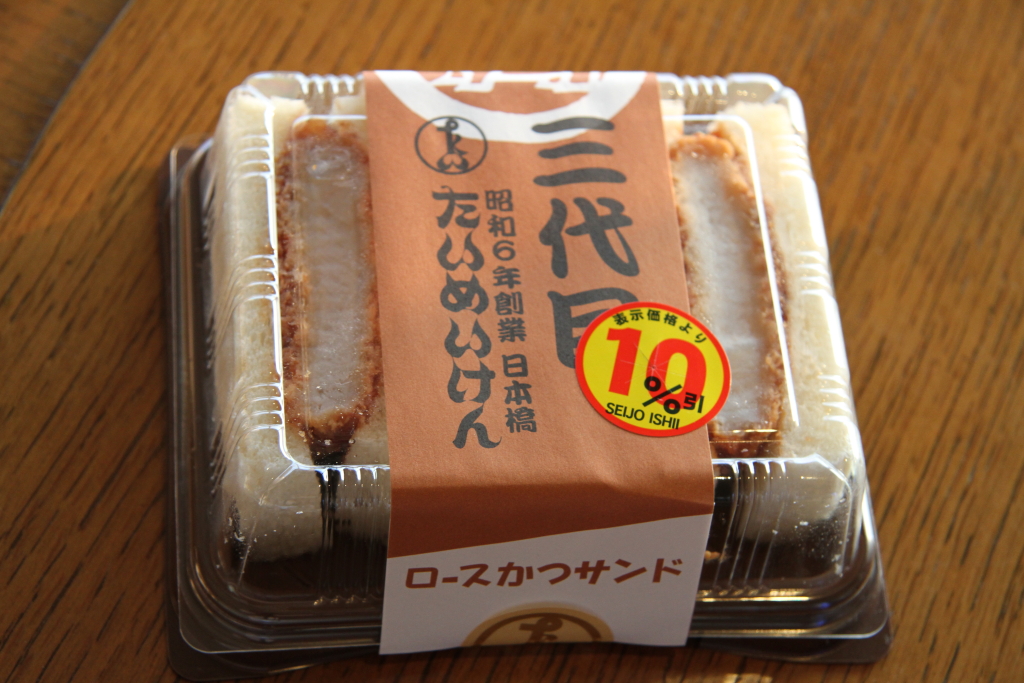 三代目
昭和6年創業 日本橋
たいめいけん
表示価格より
10%引
SEIJO ISHII
ロースかつサンド